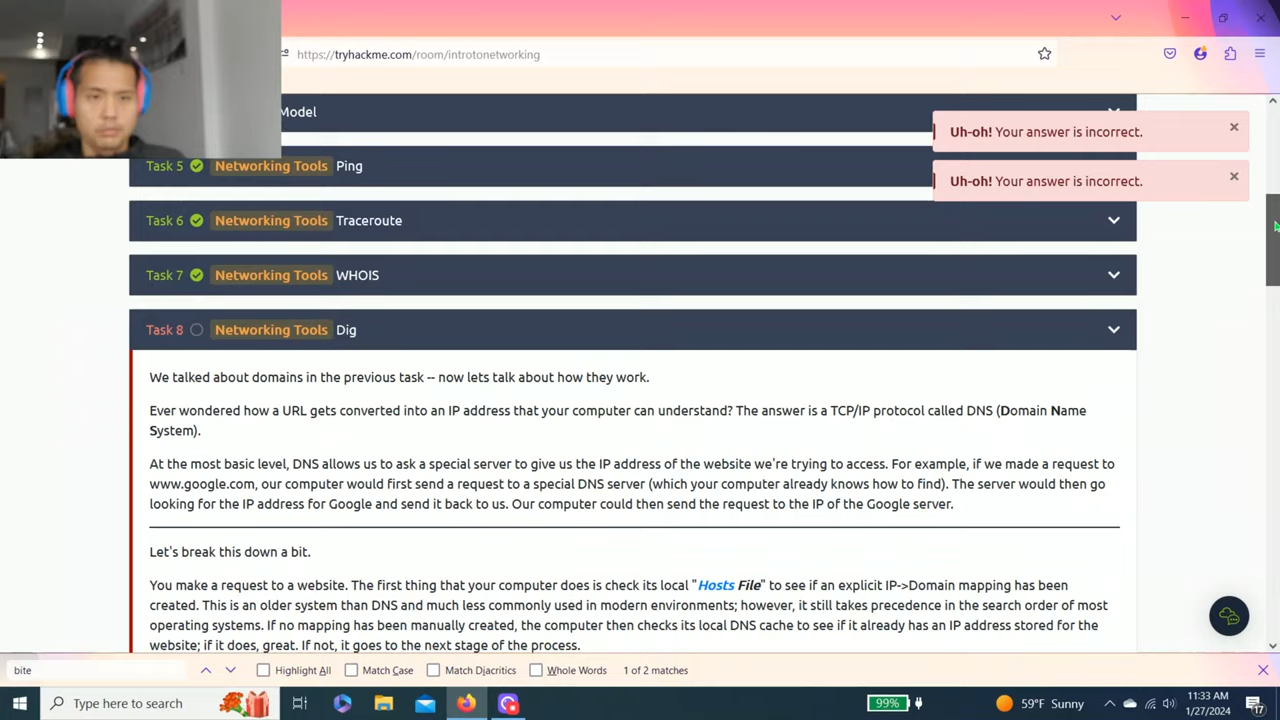 https://tryhackme.com/room/introtonetworking
Model
Uh-oh! Your answer is incorrect.
Task 5 Networking Tools Ping
Uh-oh! Your answer is incorrect.
Task 6 Networking Tools Traceroute
Task 7 Networking Tools WHOIS
Task 8 Networking Tools Dig
We talked about domains in the previous task -- now lets talk about how they work.
Ever wondered how a URL gets converted into an IP address that your computer can understand? The answer is a TCP/IP protocol called DNS (Domain Name
System).
At the most basic level, DNS allows us to ask a special server to give us the IP address of the website we're trying to access. For example, if we made a request to
www.google.com, our computer would first send a request to a special DNS server (which your computer already knows how to find). The server would then go
looking for the IP address for Google and send it back to us. Our computer could then send the request to the IP of the Google server.
Let's break this down a bit.
You make a request to a website. The first thing that your computer does is check its local "Hosts File" to see if an explicit IP->Domain mapping has been
created. This is an older system than DNS and much less commonly used in modern environments; however, it still takes precedence in the search order of most
operating systems. If no mapping has been manually created, the computer then checks its local DNS cache to see if it already has an IP address stored for the
website; if it does, great. If not, it goes to the next stage of the process.
bite Highlight All Match Case Match Diacritics Whole Words 1 of 2 matches
Type here to search 99% 59°F Sunny 11:33 AM
1/27/2024 17